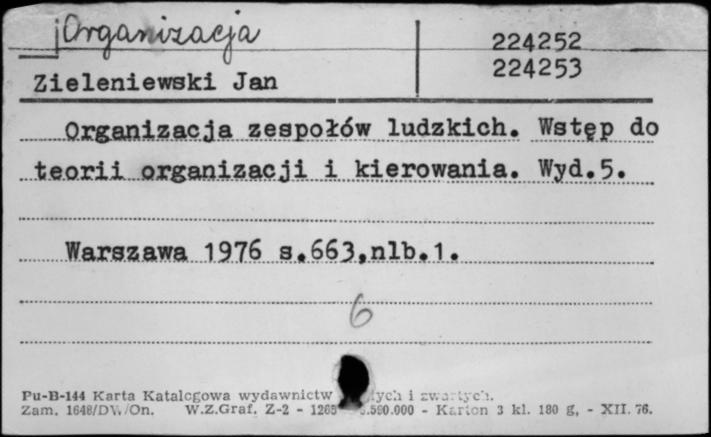 Organizacja
224252
224253
Zieleniewski Jan
Organizacja zespołów ludzkich. Wstęp do
teorii organizacji i kierowania. Wyd.5.
Warszawa 1976 s.663,nlb.1.
6
Pu-B-144 Karta Katalogowa wydawnictw i zwartych.
Zam. 1648/DW/On. W.Z.Graf. Z-2 - 1265 - Karton 3 kl. 180 g, - XII. 76.